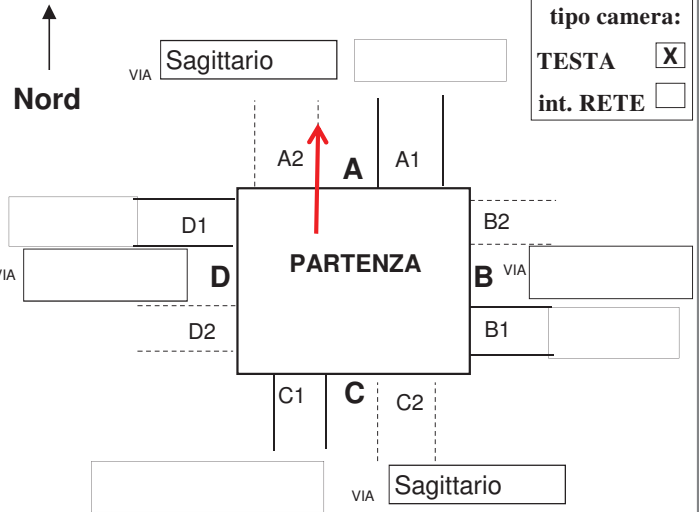 tipo camera:
VIA Sagittario
TESTA X
Nord
int. RETE
A2 A A1
D1 B2
VIA D PARTENZA B VIA
D2 B1
C1 C C2
VIA Sagittario